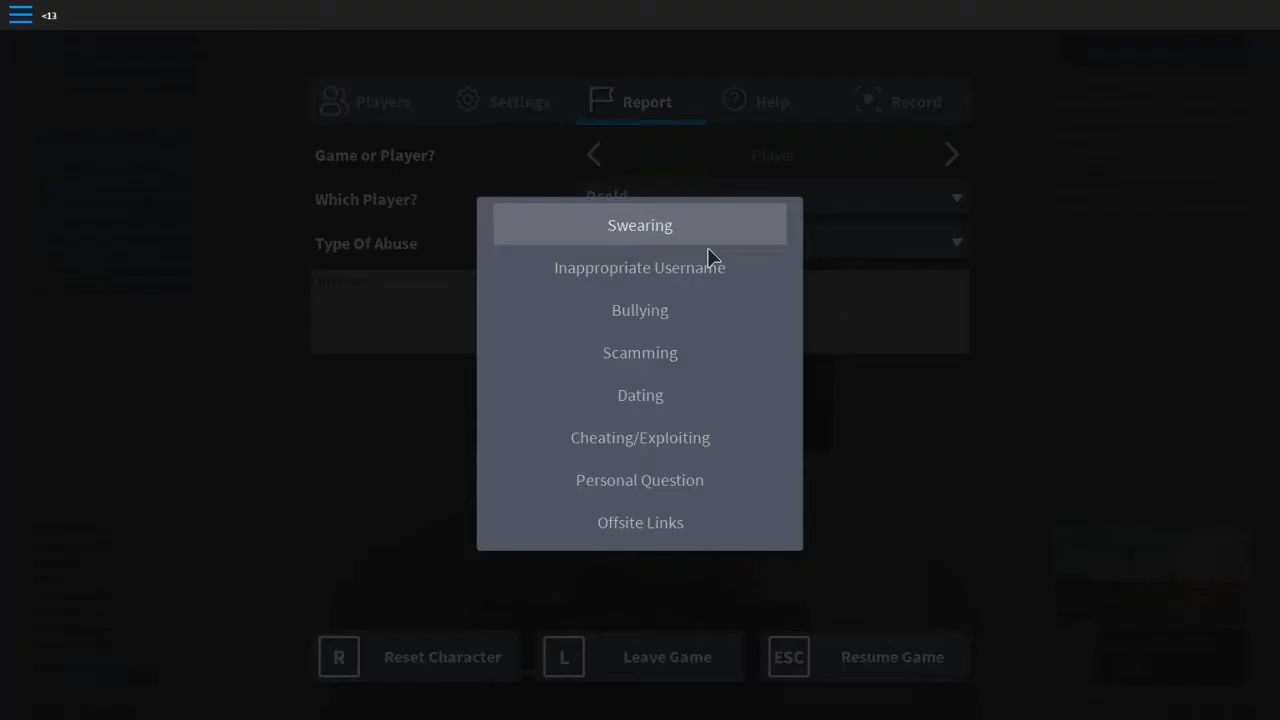 <13
Players Settings Report Help Record
Game or Player? Player
Which Player?
Type Of Abuse
Swearing
Inappropriate Username
Bullying
Scamming
Dating
Cheating/Exploiting
Personal Question
Offsite Links
R Reset Character L Leave Game ESC Resume Game